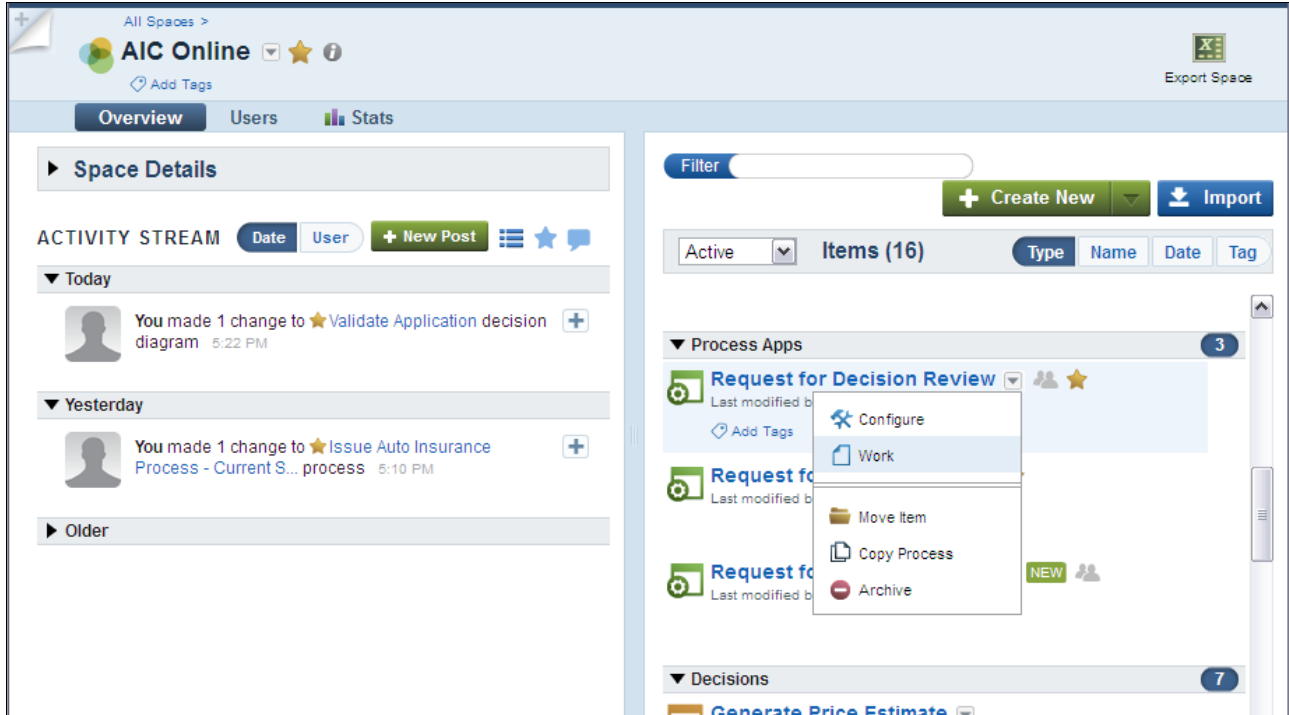 All Spaces >
AIC Online
Add Tags
Export Space
Overview Users Stats
Space Details
ACTIVITY STREAM Date User + New Post
Today
You made 1 change to Validate Application decision
diagram 5:22 PM
Yesterday
You made 1 change to Issue Auto Insurance
Process - Current S... process 5:10 PM
Older
Filter
Create New Import
Active Items (16) Type Name Date Tag
Process Apps 3
Request for Decision Review
Last modified b
Add Tags
Configure
Work
Request fo
Last modified b
Move Item
Copy Process
Archive
Request fo
NEW
Last modified b
Decisions 7
Generate Price Estimate